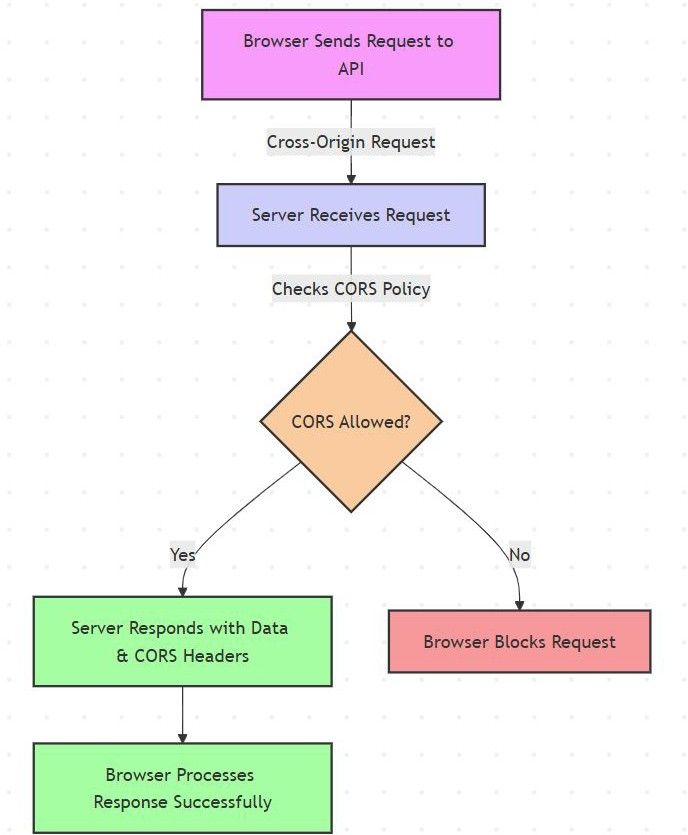 Browser Sends Request to
API
Cross-Origin Request
Server Receives Request
Checks CORS Policy
CORS Allowed?
Yes
No
Server Responds with Data
& CORS Headers
Browser Blocks Request
Browser Processes
Response Successfully